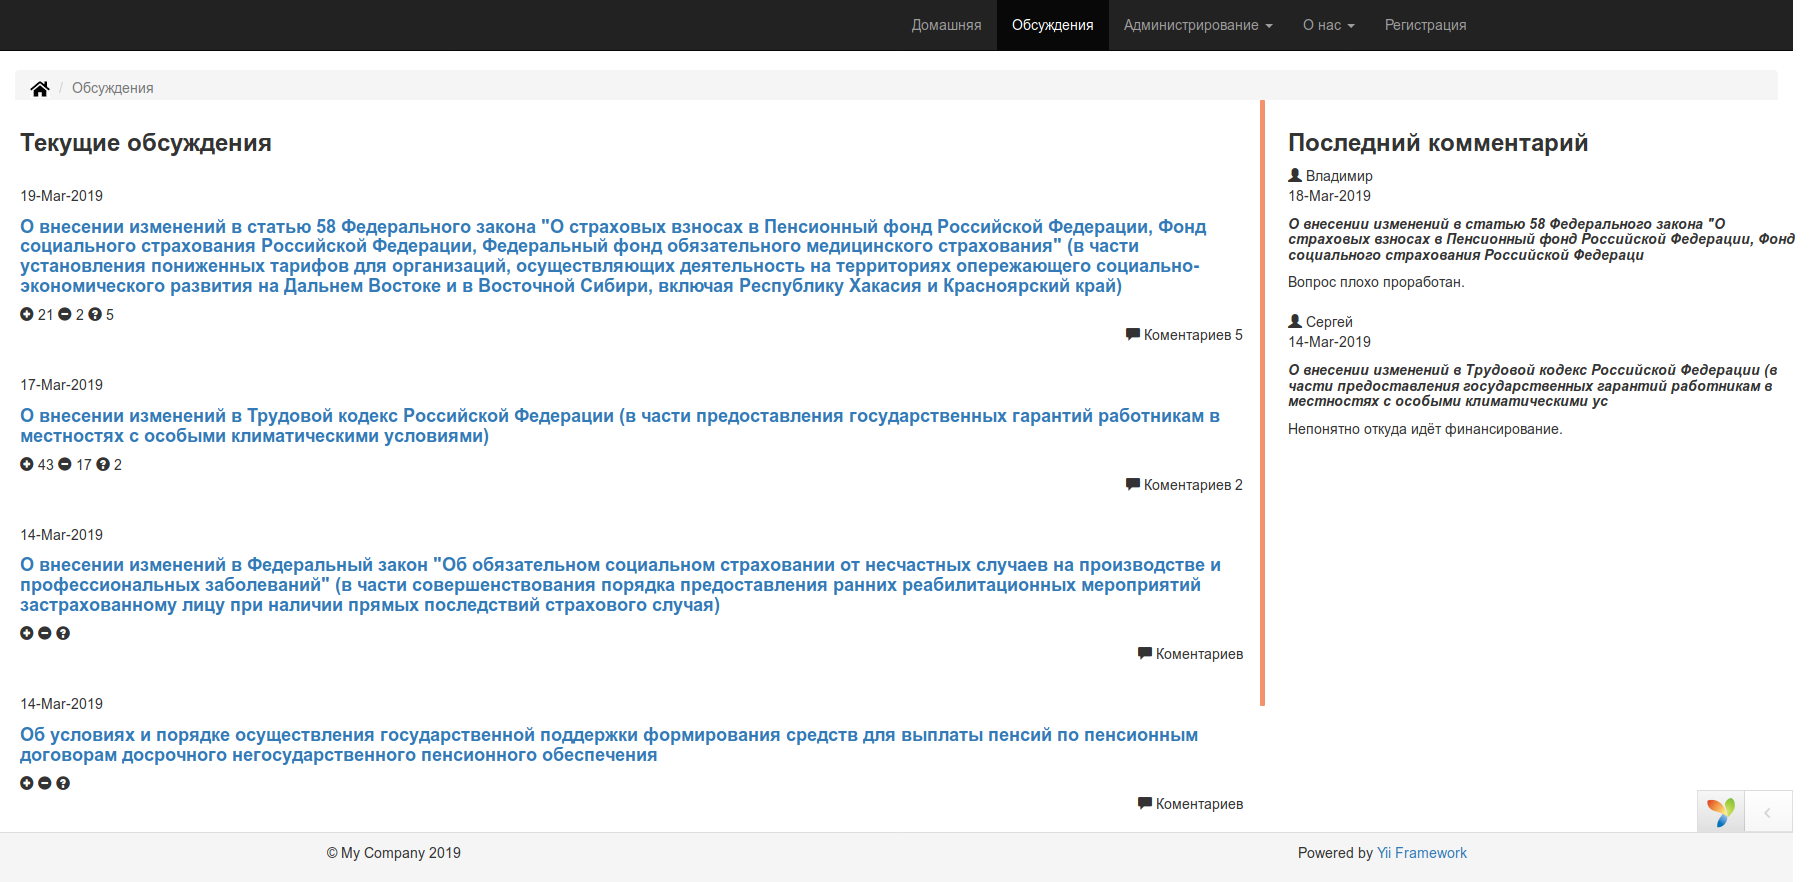 Домашняя
Обсуждения
Администрирование
О нас
Регистрация
/ Обсуждения
Текущие обсуждения
19-Mar-2019
О внесении изменений в статью 58 Федерального закона "О страховых взносах в Пенсионный фонд Российской Федерации, Фонд
социального страхования Российской Федерации, Федеральный фонд обязательного медицинского страхования" (в части
установления пониженных тарифов для организаций, осуществляющих деятельность на территориях опережающего социально-
экономического развития на Дальнем Востоке и в Восточной Сибири, включая Республику Хакасия и Красноярский край)
21 2 5
Коментариев 5
17-Mar-2019
О внесении изменений в Трудовой кодекс Российской Федерации (в части предоставления государственных гарантий работникам в
местностях с особыми климатическими условиями)
43 17 2
Коментариев 2
14-Mar-2019
О внесении изменений в Федеральный закон "Об обязательном социальном страховании от несчастных случаев на производстве и
профессиональных заболеваний" (в части совершенствования порядка предоставления ранних реабилитационных мероприятий
застрахованному лицу при наличии прямых последствий страхового случая)
Коментариев
14-Mar-2019
Об условиях и порядке осуществления государственной поддержки формирования средств для выплаты пенсий по пенсионным
договорам досрочного негосударственного пенсионного обеспечения
Коментариев
Последний комментарий
Владимир
18-Mar-2019
О внесении изменений в статью 58 Федерального закона "О
страховых взносах в Пенсионный фонд Российской Федерации, Фонд
социального страхования Российской Федераци
Вопрос плохо проработан.
Сергей
14-Mar-2019
О внесении изменений в Трудовой кодекс Российской Федерации (в
части предоставления государственных гарантий работникам в
местностях с особыми климатическими ус
Непонятно откуда идёт финансирование.
© My Company 2019
Powered by Yii Framework